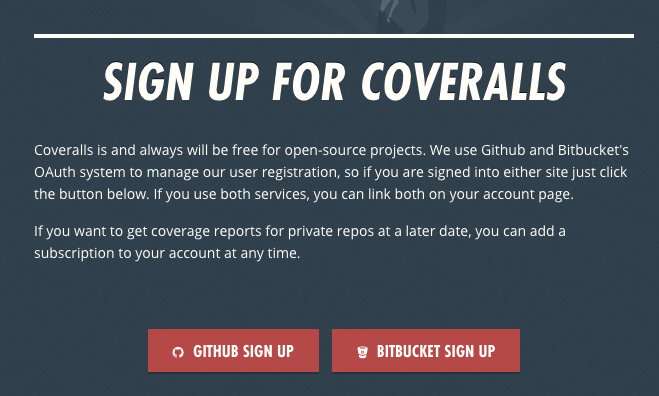 SIGN UP FOR COVERALLS
Coveralls is and always will be free for open-source projects. We use Github and Bitbucket's
OAuth system to manage our user registration, so if you are signed into either site just click
the button below. If you use both services, you can link both on your account page.
If you want to get coverage reports for private repos at a later date, you can add a
subscription to your account at any time.
GITHUB SIGN UP
BITBUCKET SIGN UP